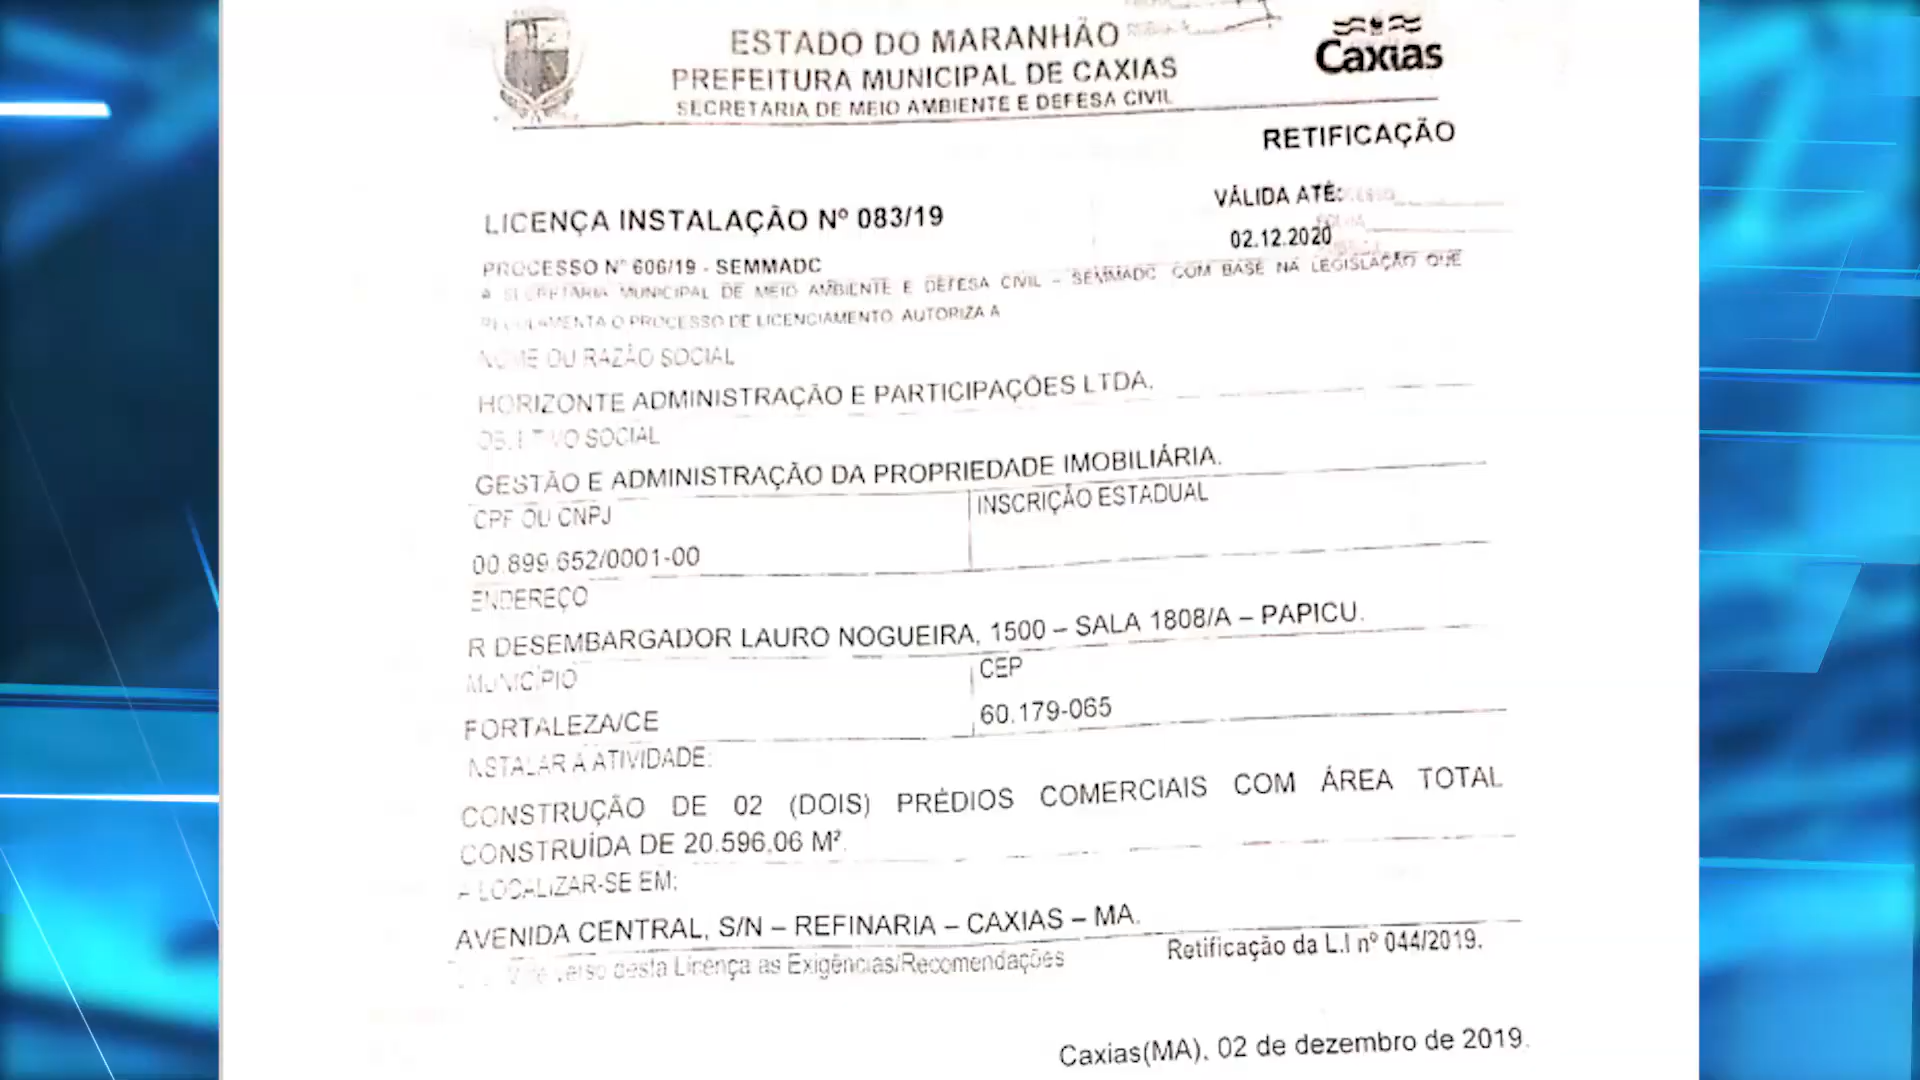 ESTADO DO MARANHÃO
PREFEITURA MUNICIPAL DE CAXIAS
SECRETARIA DE MEIO AMBIENTE E DEFESA CIVIL
Caxias
RETIFICAÇÃO
LICENÇA INSTALAÇÃO Nº 083/19
VÁLIDA ATÉ:
02.12.2020
PROCESSO Nº 606/19 - SEMMADC
A SECRETARIA MUNICIPAL DE MEIO AMBIENTE E DEFESA CIVIL – SEMMADC COM BASE NA LEGISLAÇÃO QUE
REGULAMENTA O PROCESSO DE LICENCIAMENTO AUTORIZA A
NOME OU RAZÃO SOCIAL
HORIZONTE ADMINISTRAÇÃO E PARTICIPAÇÕES LTDA.
OBJETIVO SOCIAL
GESTÃO E ADMINISTRAÇÃO DA PROPRIEDADE IMOBILIÁRIA.
CPF OU CNPJ
INSCRIÇÃO ESTADUAL
00.899.652/0001-00
ENDEREÇO
R DESEMBARGADOR LAURO NOGUEIRA, 1500 – SALA 1808/A – PAPICU.
MUNICÍPIO
CEP
FORTALEZA/CE
60.179-065
INSTALAR A ATIVIDADE:
CONSTRUÇÃO DE 02 (DOIS) PRÉDIOS COMERCIAIS COM ÁREA TOTAL
CONSTRUÍDA DE 20.596,06 M².
A LOCALIZAR-SE EM:
AVENIDA CENTRAL, S/N – REFINARIA – CAXIAS – MA.
verso desta Licença as Exigências/Recomendações
Retificação da L.I nº 044/2019.
Caxias(MA), 02 de dezembro de 2019.